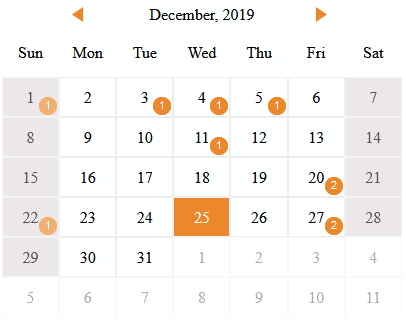 December, 2019
Sun Mon Tue Wed Thu Fri Sat
1 1 2 3 1 4 1 5 1 6 7
8 9 10 11 1 12 13 14
15 16 17 18 19 20 2 21
22 1 23 24 25 26 27 2 28
29 30 31 1 2 3 4
5 6 7 8 9 10 11